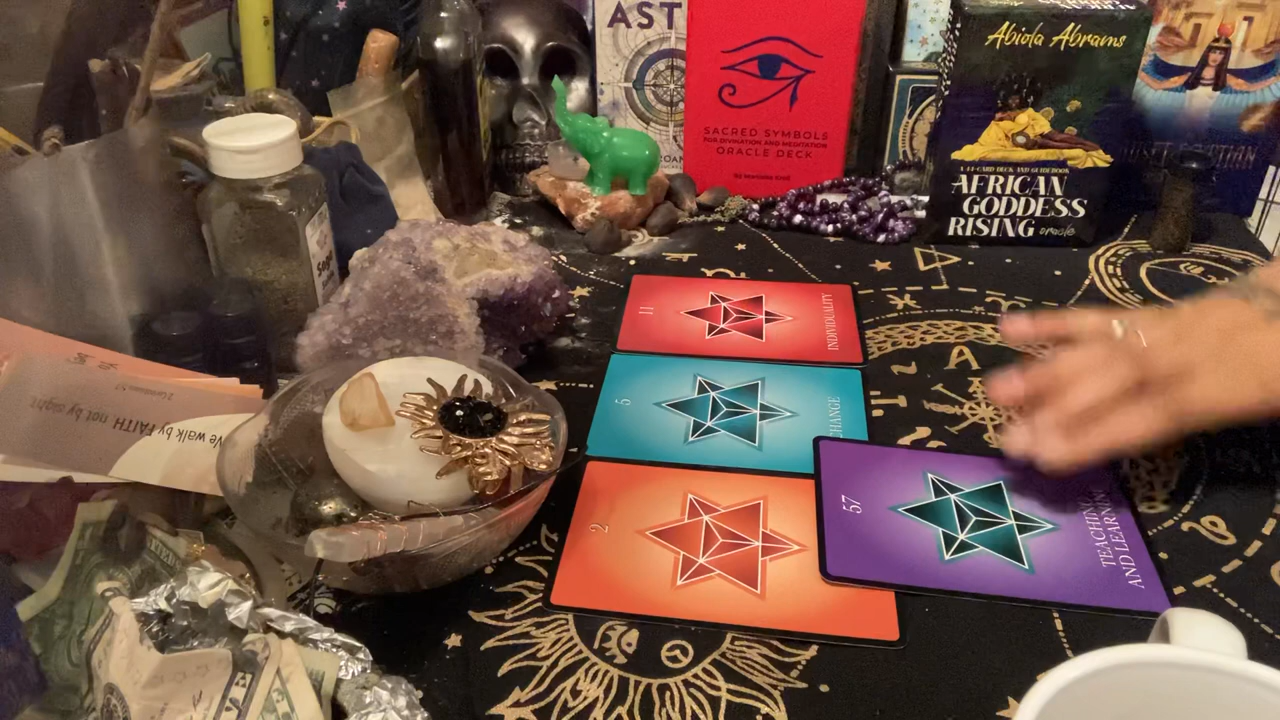 AST
SACRED SYMBOLS
FOR DIVINATION AND MEDITATION
ORACLE DECK
Abiola Abrams
A 44-CARD DECK AND GUIDEBOOK
AFRICAN
GODDESS
RISING oracle
Sage
11
INDIVIDUALITY
5
CHANGE
2
57
TEACHING
AND LEARNING
We walk by FAITH not by sight